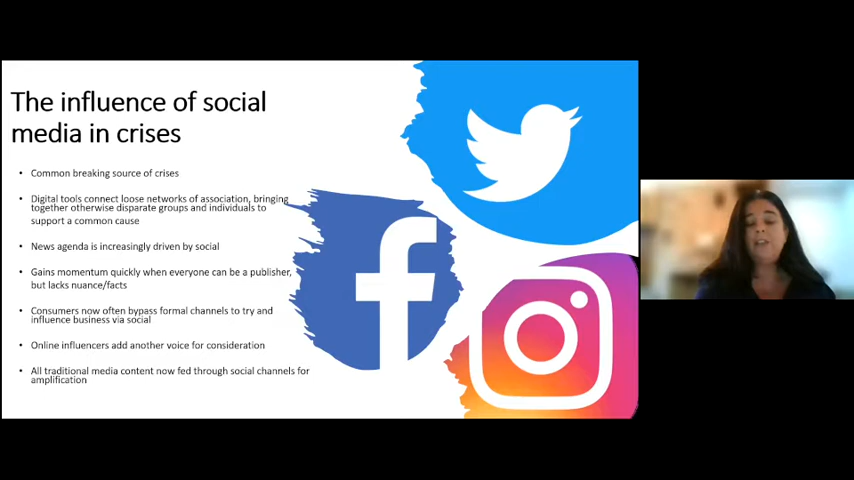 The influence of social
media in crises
• Common breaking source of crises
• Digital tools connect loose networks of association, bringing
together otherwise disparate groups and individuals to
support a common cause
• News agenda is increasingly driven by social
• Gains momentum quickly when everyone can be a publisher,
but lacks nuance/facts
• Consumers now often bypass formal channels to try and
influence business via social
• Online influencers add another voice for consideration
• All traditional media content now fed through social channels for
amplification